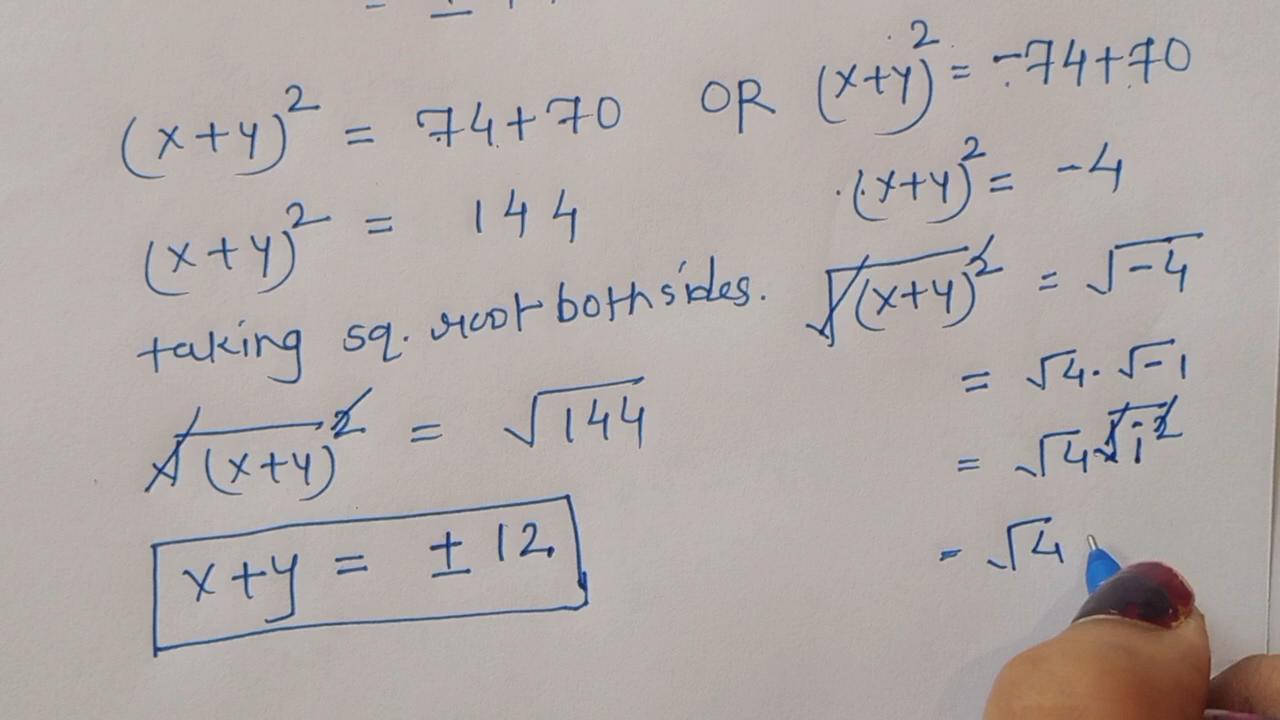 = ±
(x+y)² = 74+70 OR (x+y)² = -74+70
(x+y)² = 144
(x+y)² = -4
taking sq. root both sides.
√(x+y)² = √-4
= √4.√-1
√(x+y)² = √144
= √4√i²
x+y = ±12
= √4